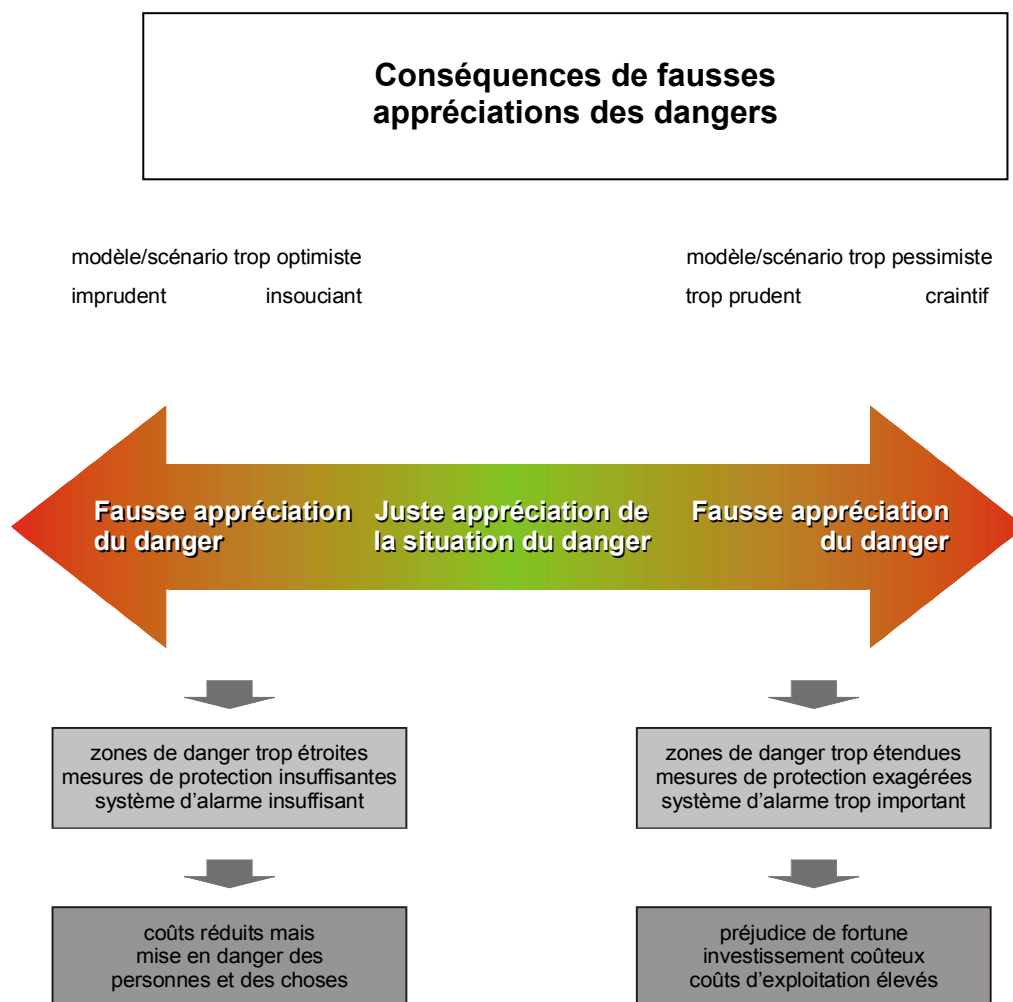 Conséquences de fausses
appréciations des dangers
modèle/scénario trop optimiste
imprudent insouciant
modèle/scénario trop pessimiste
trop prudent craintif
Fausse appréciation
du danger
Juste appréciation de
la situation du danger
Fausse appréciation
du danger
zones de danger trop étroites
mesures de protection insuffisantes
système d'alarme insuffisant
zones de danger trop étendues
mesures de protection exagérées
système d'alarme trop important
coûts réduits mais
mise en danger des
personnes et des choses
préjudice de fortune
investissement coûteux
coûts d'exploitation élevés